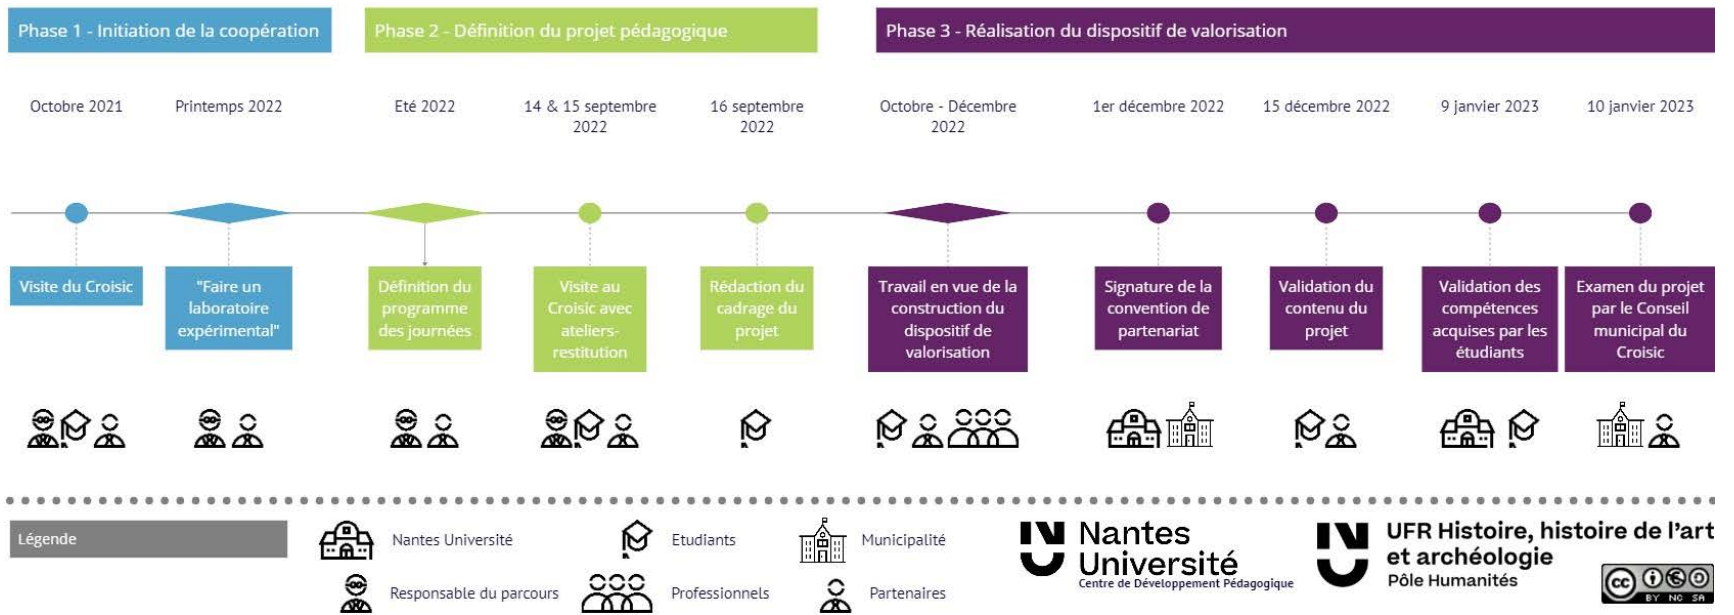 Phase 1 - Initiation de la coopération
Phase 2 - Définition du projet pédagogique
Phase 3 - Réalisation du dispositif de valorisation
Octobre 2021
Printemps 2022
Eté 2022
14 & 15 septembre
2022
16 septembre
2022
Octobre - Décembre
2022
1er décembre 2022
15 décembre 2022
9 janvier 2023
10 janvier 2023
Visite du Croisic
"Faire un
laboratoire
expérimental"
Définition du
programme
des journées
Visite au
Croisic avec
ateliers-
restitution
Rédaction du
cadrage du
projet
Travail en vue de la
construction du
dispositif de
valorisation
Signature de la
convention de
partenariat
Validation du
contenu du
projet
Validation des
compétences
acquises par les
étudiants
Examen du projet
par le Conseil
municipal du
Croisic
Légende
Nantes Université
Etudiants
Municipalité
Responsable du parcours
Professionnels
Partenaires
Nantes
Université
Centre de Développement Pédagogique
UFR Histoire, histoire de l'art
et archéologie
Pôle Humanités
cc
BY NC SA